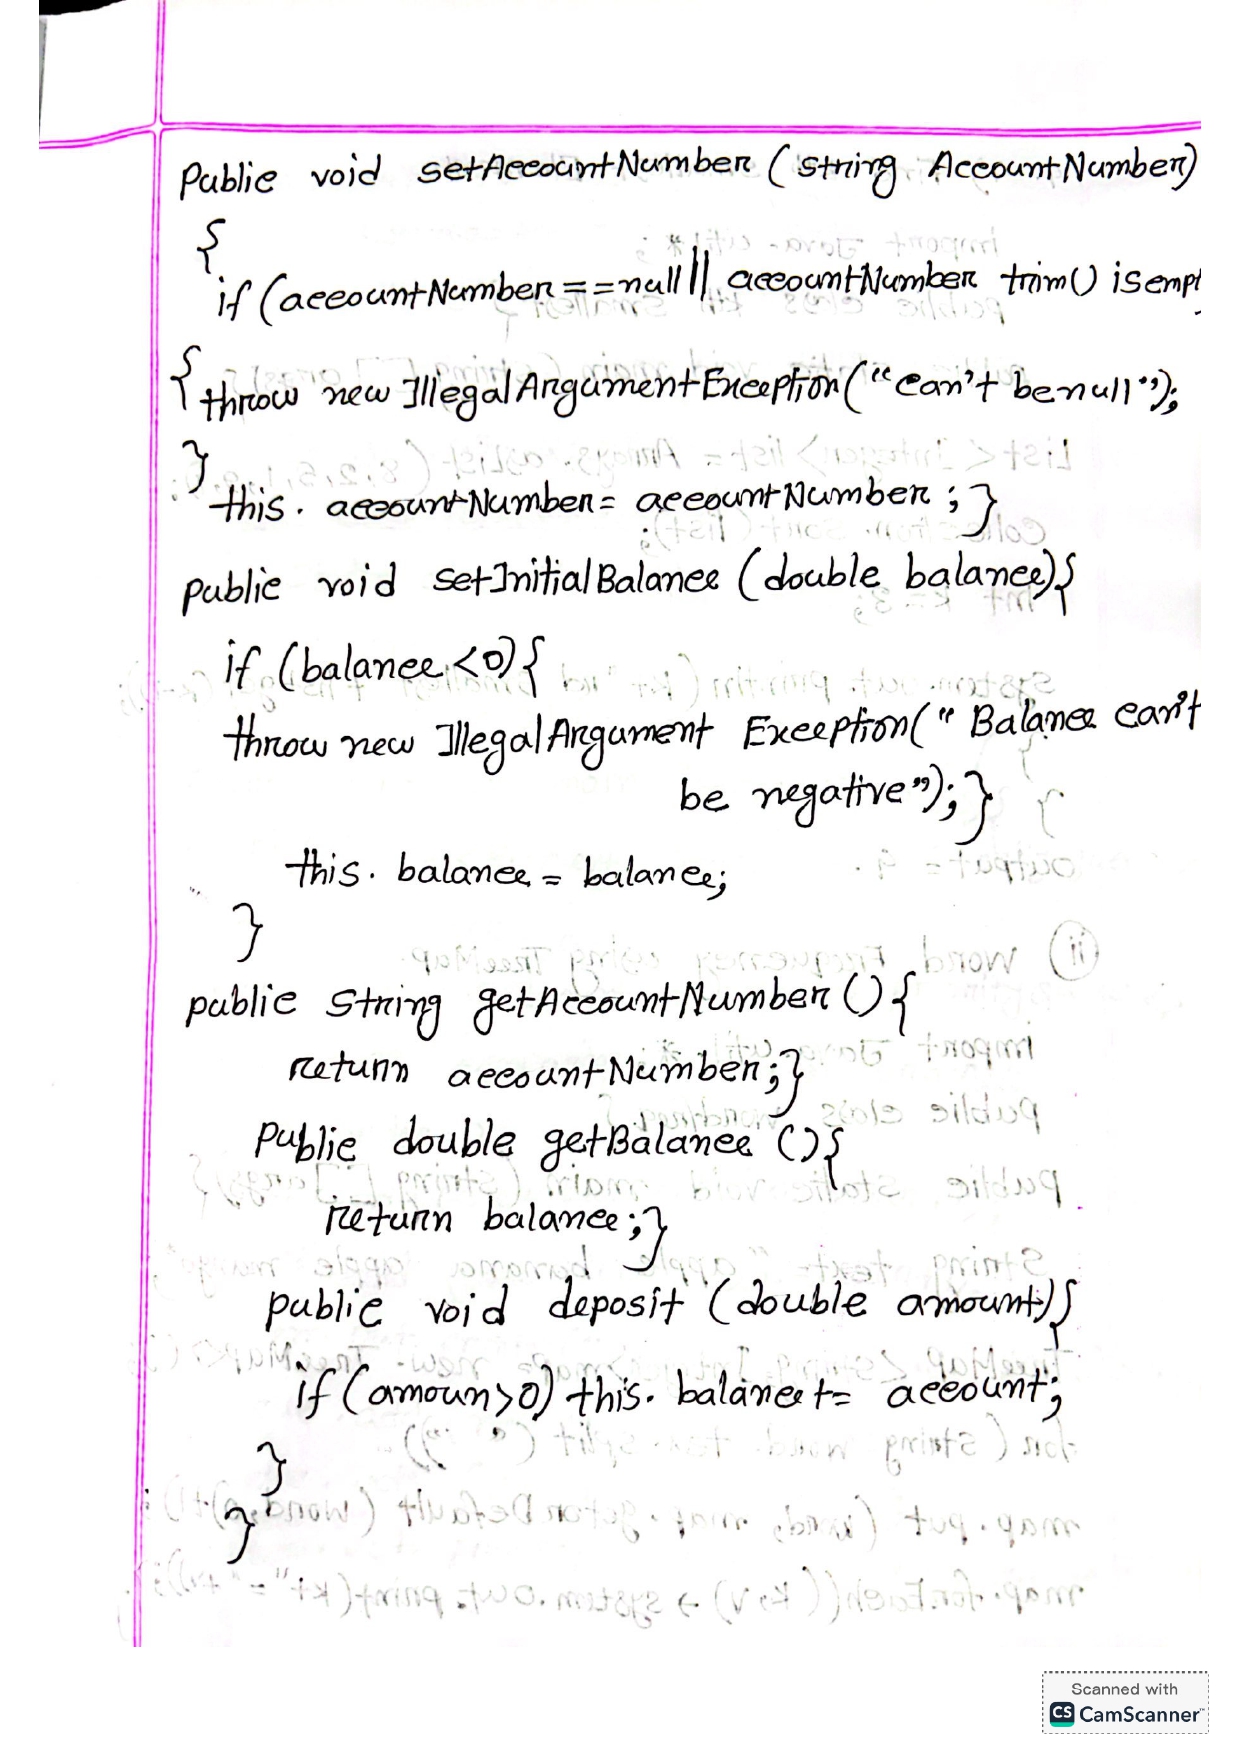 Public void setAccountNumber (string AccountNumber)
{
if (accountNumber==null || accountNumber trim() isempt
{ throw new IllegalArgumentException("can't be null");
}
this. accountNumber = accountNumber ; }
public void setInitialBalance (double balance){
if (balance <0) {
throw new IllegalArgument Exception(" Balance can't
be negative"); }
this. balance = balance;
}
public String getAccountNumber () {
return accountNumber; }
Public double getBalance () {
return balance ; }
public void deposit (double amount) {
if (amoun>0) this. balance += account;
}
}
Scanned with
CS CamScanner